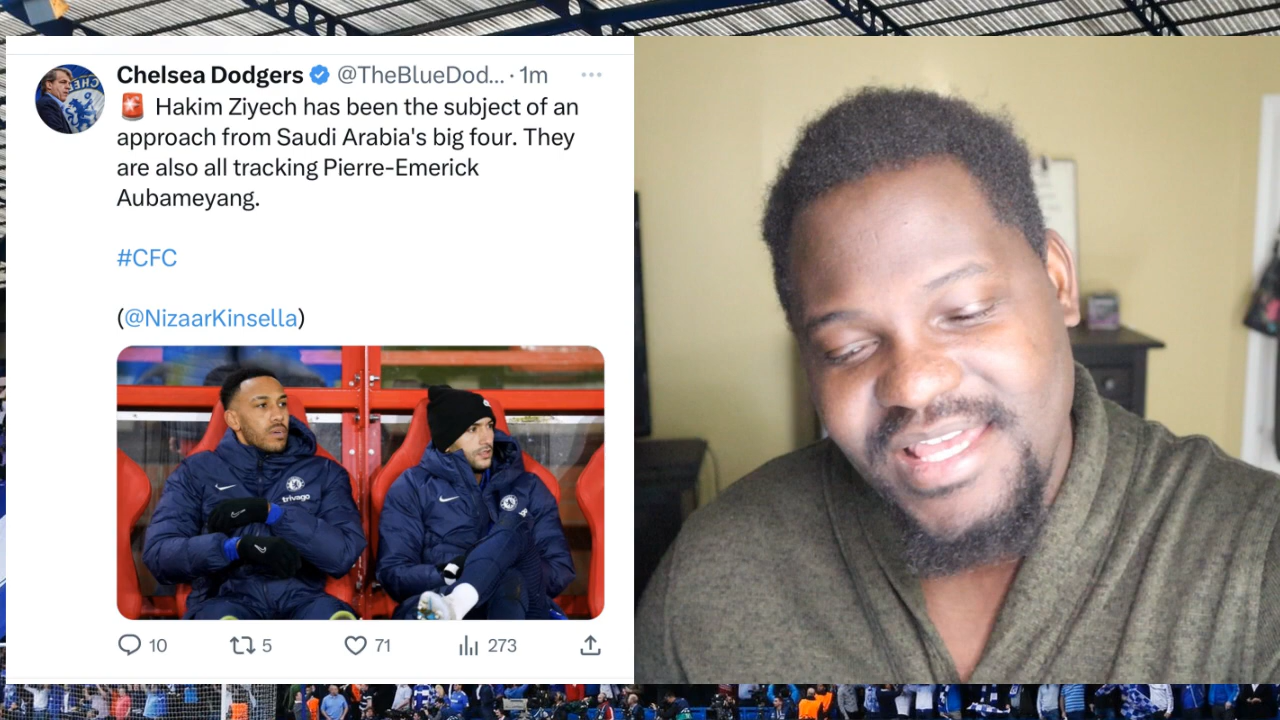 Chelsea Dodgers @TheBlueDod... · 1m
🚨 Hakim Ziyech has been the subject of an
approach from Saudi Arabia's big four. They
are also all tracking Pierre-Emerick
Aubameyang.
#CFC
(@NizaarKinsella)
trivago
10 5 71 273